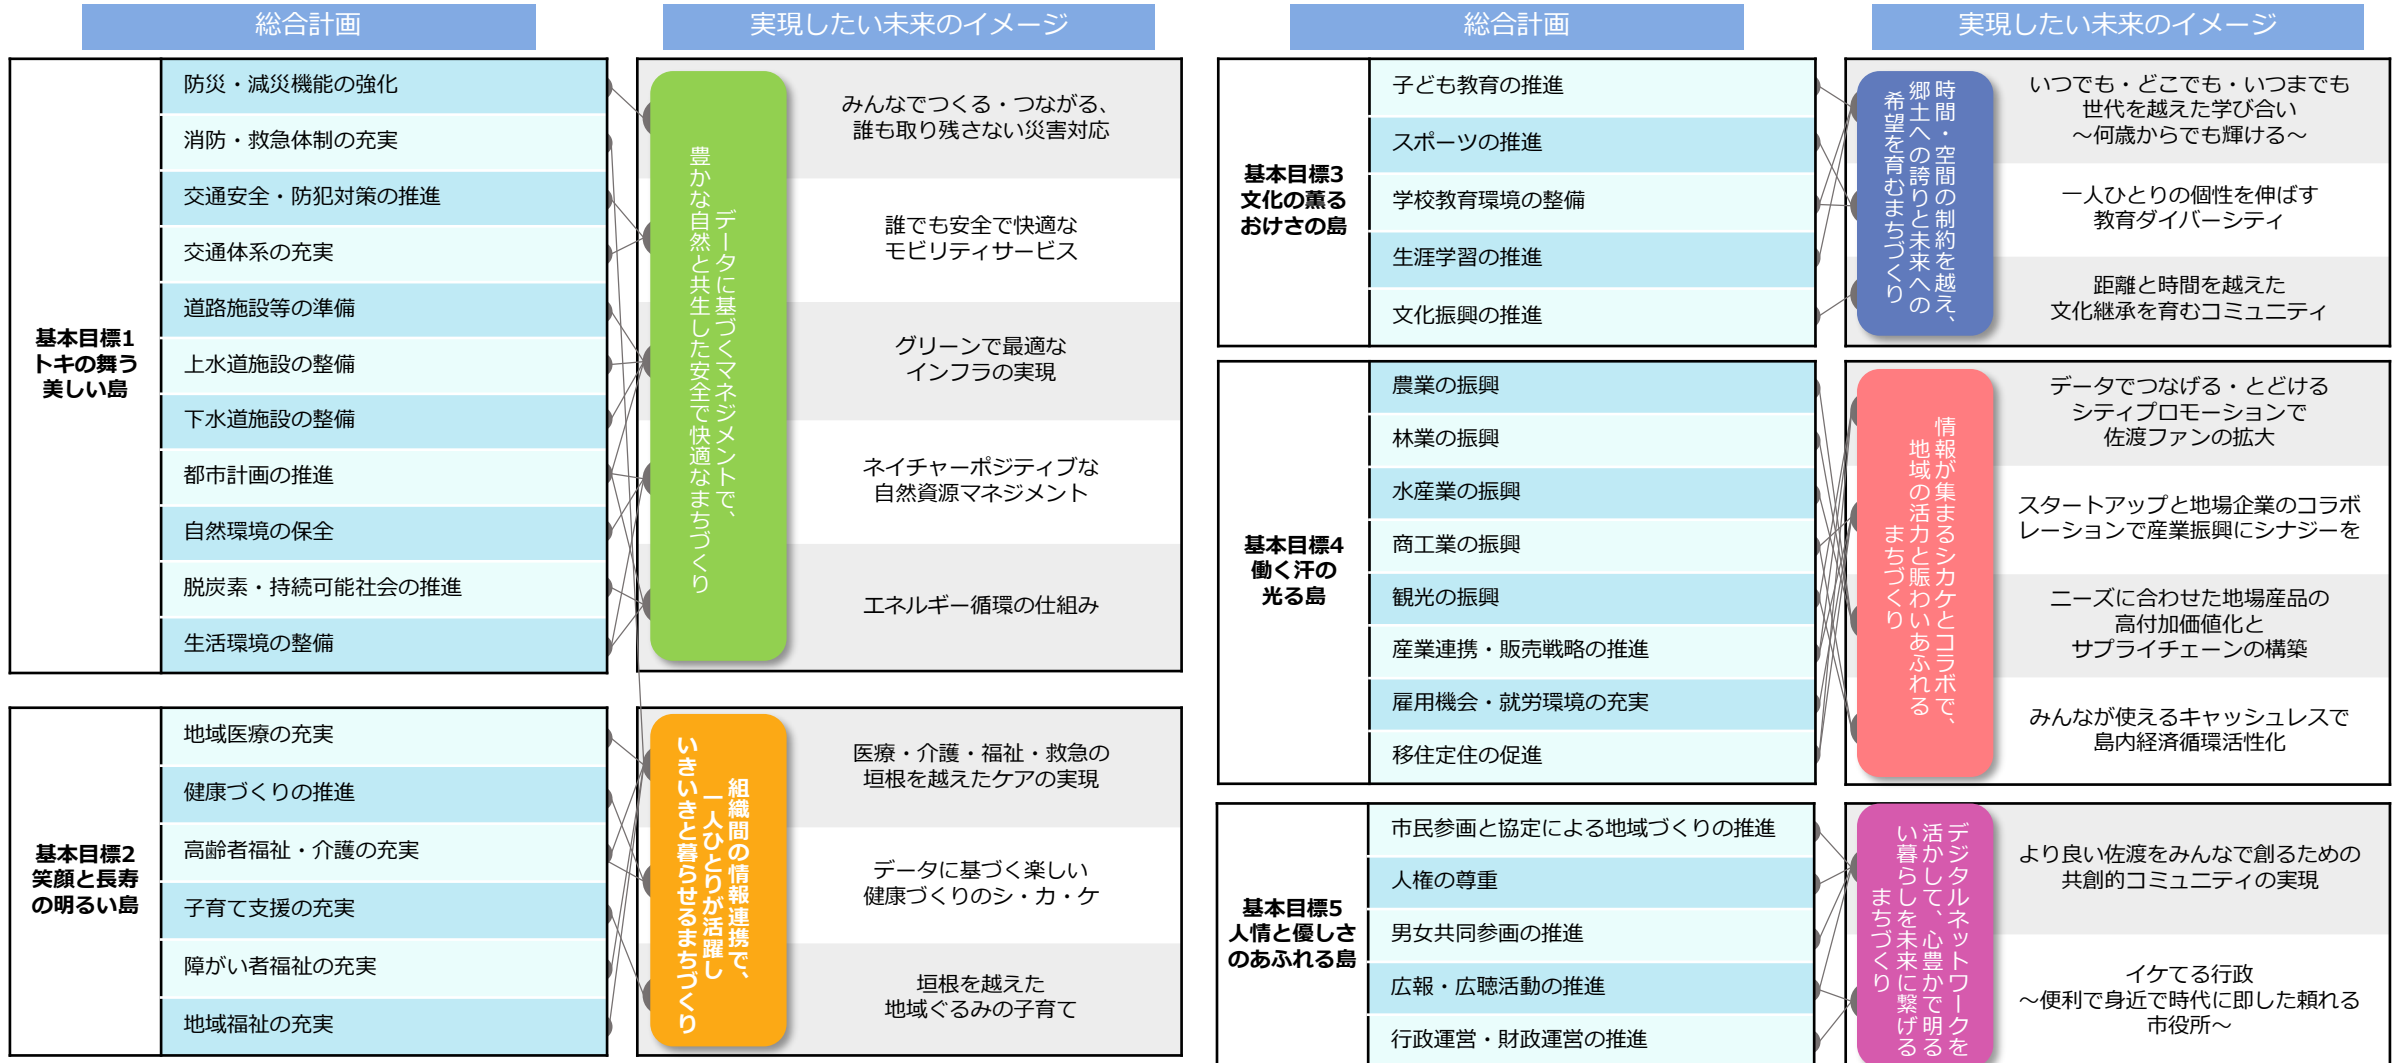 総合計画
実現したい未来のイメージ
基本目標1
トキの舞う
美しい島
防災・減災機能の強化
消防・救急体制の充実
交通安全・防犯対策の推進
交通体系の充実
道路施設等の準備
上水道施設の整備
下水道施設の整備
都市計画の推進
自然環境の保全
脱炭素・持続可能社会の推進
生活環境の整備
データに基づくマネジメントで、
豊かな自然と共生した安全で快適なまちづくり
みんなでつくる・つながる、
誰も取り残さない災害対応
誰でも安全で快適な
モビリティサービス
グリーンで最適な
インフラの実現
ネイチャーポジティブな
自然資源マネジメント
エネルギー循環の仕組み
基本目標2
笑顔と長寿
の明るい島
地域医療の充実
健康づくりの推進
高齢者福祉・介護の充実
子育て支援の充実
障がい者福祉の充実
地域福祉の充実
組織間の情報連携で、
一人ひとりが活躍し
いきいきと暮らせるまちづくり
医療・介護・福祉・救急の
垣根を越えたケアの実現
データに基づく楽しい
健康づくりのシ・カ・ケ
垣根を越えた
地域ぐるみの子育て
総合計画
実現したい未来のイメージ
基本目標3
文化の薫る
おけさの島
子ども教育の推進
スポーツの推進
学校教育環境の整備
生涯学習の推進
文化振興の推進
時間・空間の制約を越え、
郷土への誇りと未来への
希望を育むまちづくり
いつでも・どこでも・いつまでも
世代を越えた学び合い
～何歳からでも輝ける～
一人ひとりの個性を伸ばす
教育ダイバーシティ
距離と時間を越えた
文化継承を育むコミュニティ
基本目標4
働く汗の
光る島
農業の振興
林業の振興
水産業の振興
商工業の振興
観光の振興
産業連携・販売戦略の推進
雇用機会・就労環境の充実
移住定住の促進
情報が集まるシカケとコラボで、
地域の活力と賑わいあふれる
まちづくり
データでつなげる・とどける
シティプロモーションで
佐渡ファンの拡大
スタートアップと地場企業のコラボ
レーションで産業振興にシナジーを
ニーズに合わせた地場産品の
高付加価値化と
サプライチェーンの構築
みんなが使えるキャッシュレスで
島内経済循環活性化
基本目標5
人情と優しさ
のあふれる島
市民参画と協定による地域づくりの推進
人権の尊重
男女共同参画の推進
広報・広聴活動の推進
行政運営・財政運営の推進
デジタルネットワークを
活かして、心豊かで明る
い暮らしを未来に繋げる
まちづくり
より良い佐渡をみんなで創るための
共創的コミュニティの実現
イケてる行政
～便利で身近で時代に即した頼れる
市役所～